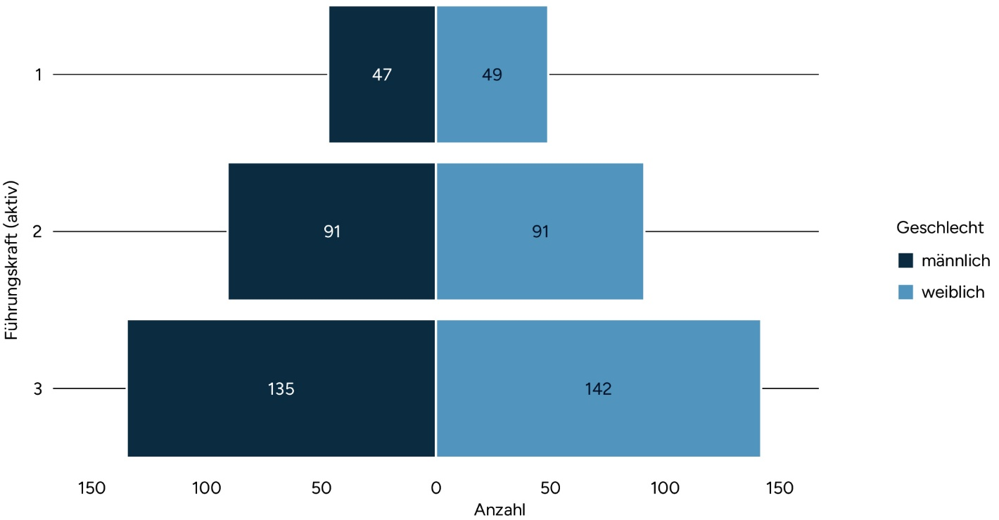 1
47
49
2
91
91
3
135
142
Führungskraft (aktiv)
150 100 50 0 50 100 150
Anzahl
Geschlecht
männlich
weiblich